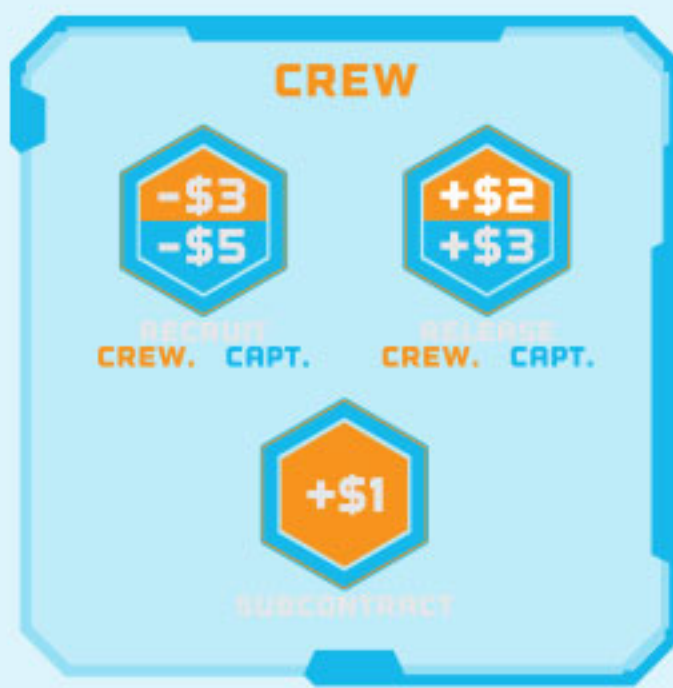 CREW
-$3
-$5
RECRUIT
CREW. CAPT.
+$2
+$3
RELEASE
CREW. CAPT.
+$1
SUBCONTRACT